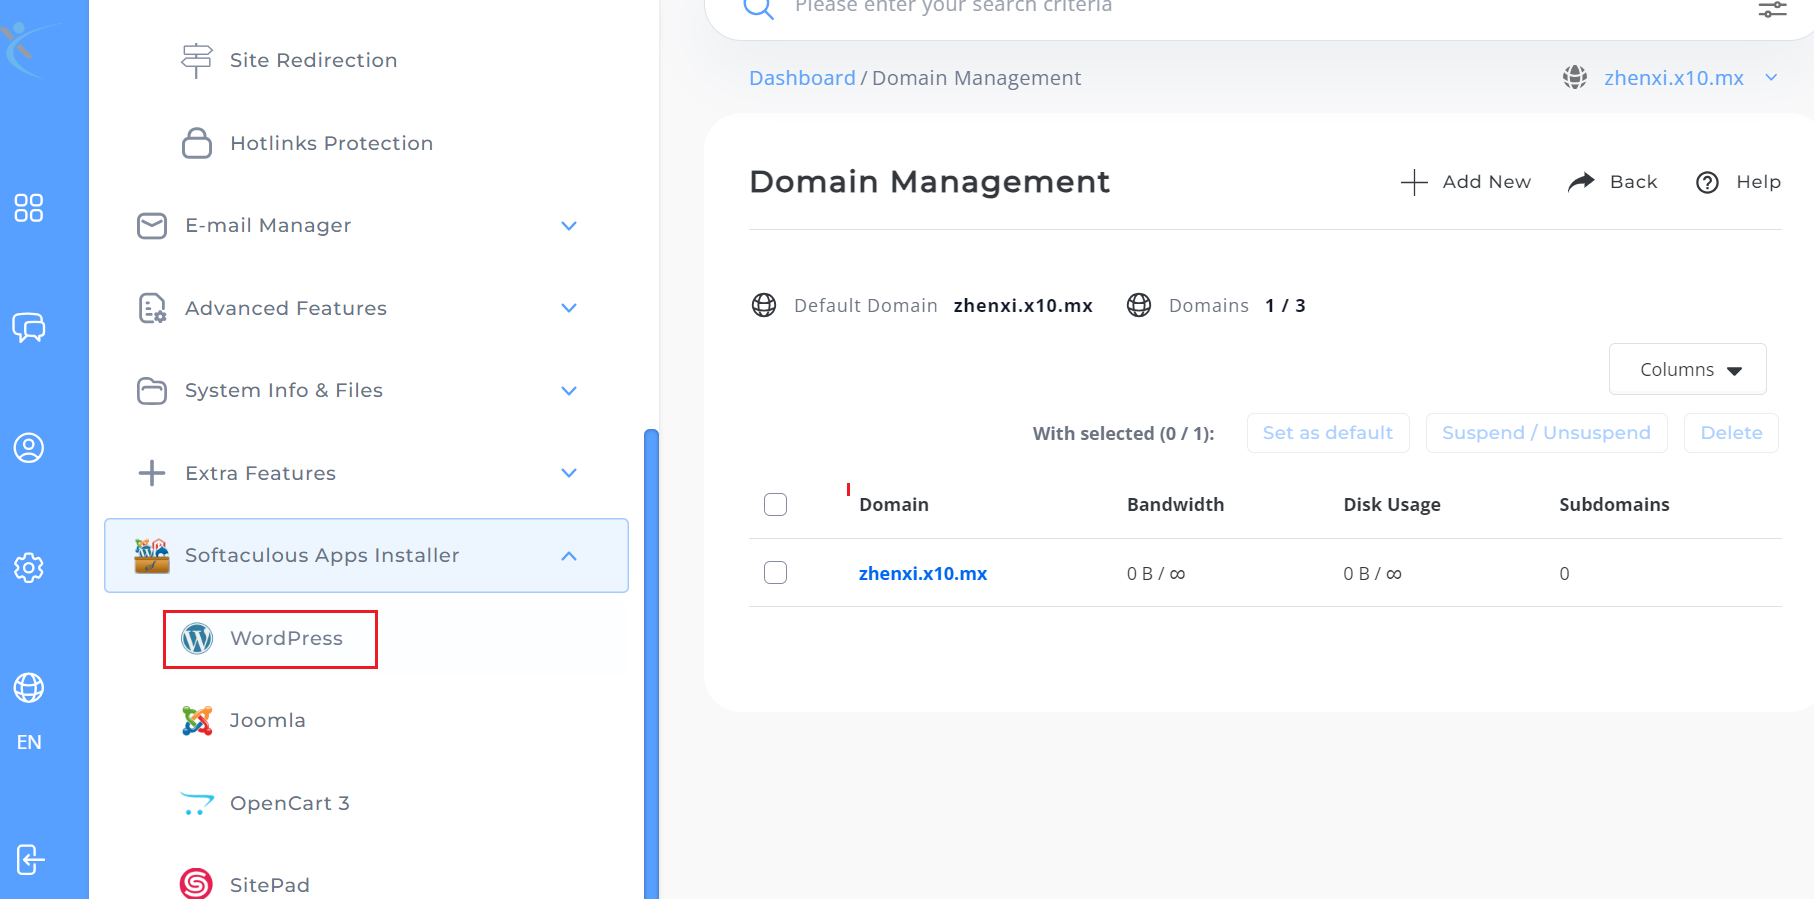 Site Redirection
Hotlinks Protection
E-mail Manager
Advanced Features
System Info & Files
Extra Features
Softaculous Apps Installer
WordPress
Joomla
OpenCart 3
SitePad
EN
Please enter your search criteria
Dashboard / Domain Management
zhenxi.x10.mx
Domain Management
Add New
Back
Help
Default Domain zhenxi.x10.mx Domains 1 / 3
Columns
With selected (0 / 1): Set as default Suspend / Unsuspend Delete
Domain Bandwidth Disk Usage Subdomains
zhenxi.x10.mx 0 B / ∞ 0 B / ∞ 0